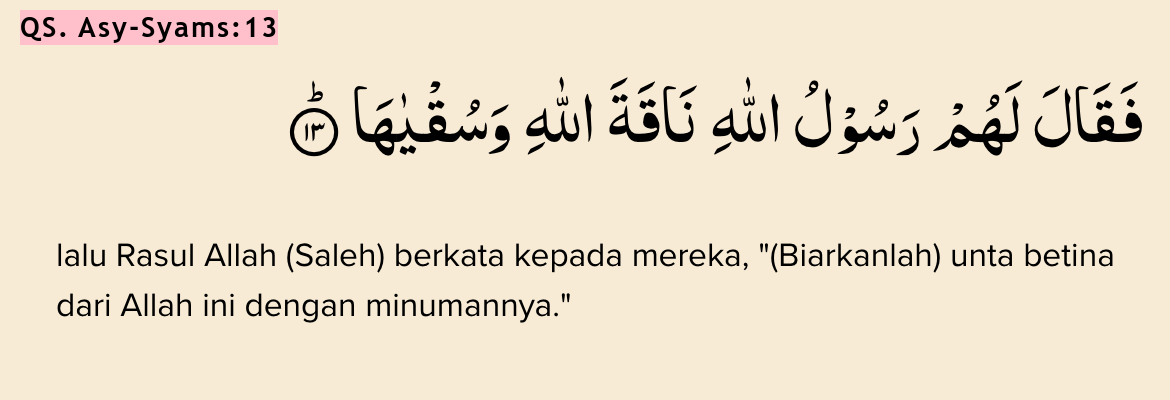 QS. Asy-Syams:13
فَقَالَ لَهُمْ رَسُوْلُ اللّٰهِ نَاقَةَ اللّٰهِ وَسُقْيٰهَاۗ ١٣
lalu Rasul Allah (Saleh) berkata kepada mereka, "(Biarkanlah) unta betina
dari Allah ini dengan minumannya."